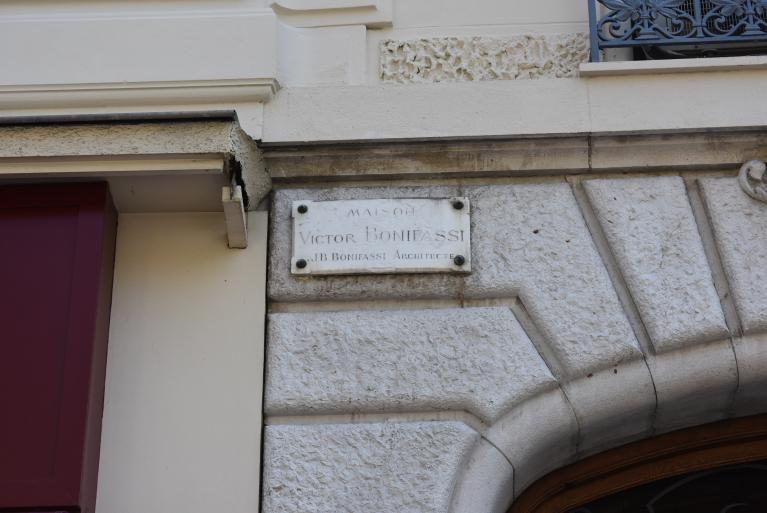 MAISON
VICTOR BONIFASSI
J.B BONIFASSI ARCHITECTE